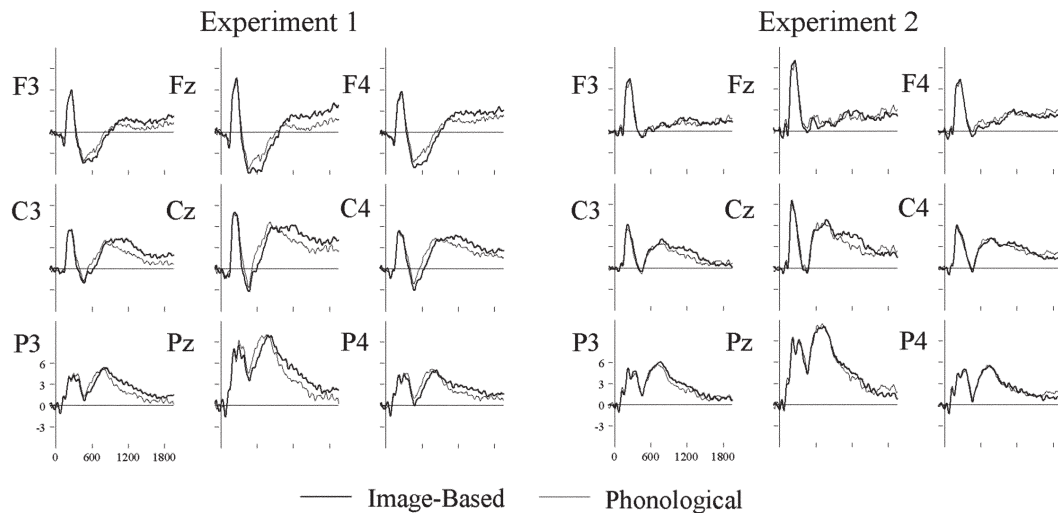 Experiment 1 Experiment 2
F3 Fz F4 F3 Fz F4
C3 Cz C4 C3 Cz C4
P3 Pz P4 P3 Pz P4
6 6
3 3
0 0
-3 -3
0 600 1200 1800 0 600 1200 1800
Image-Based Phonological